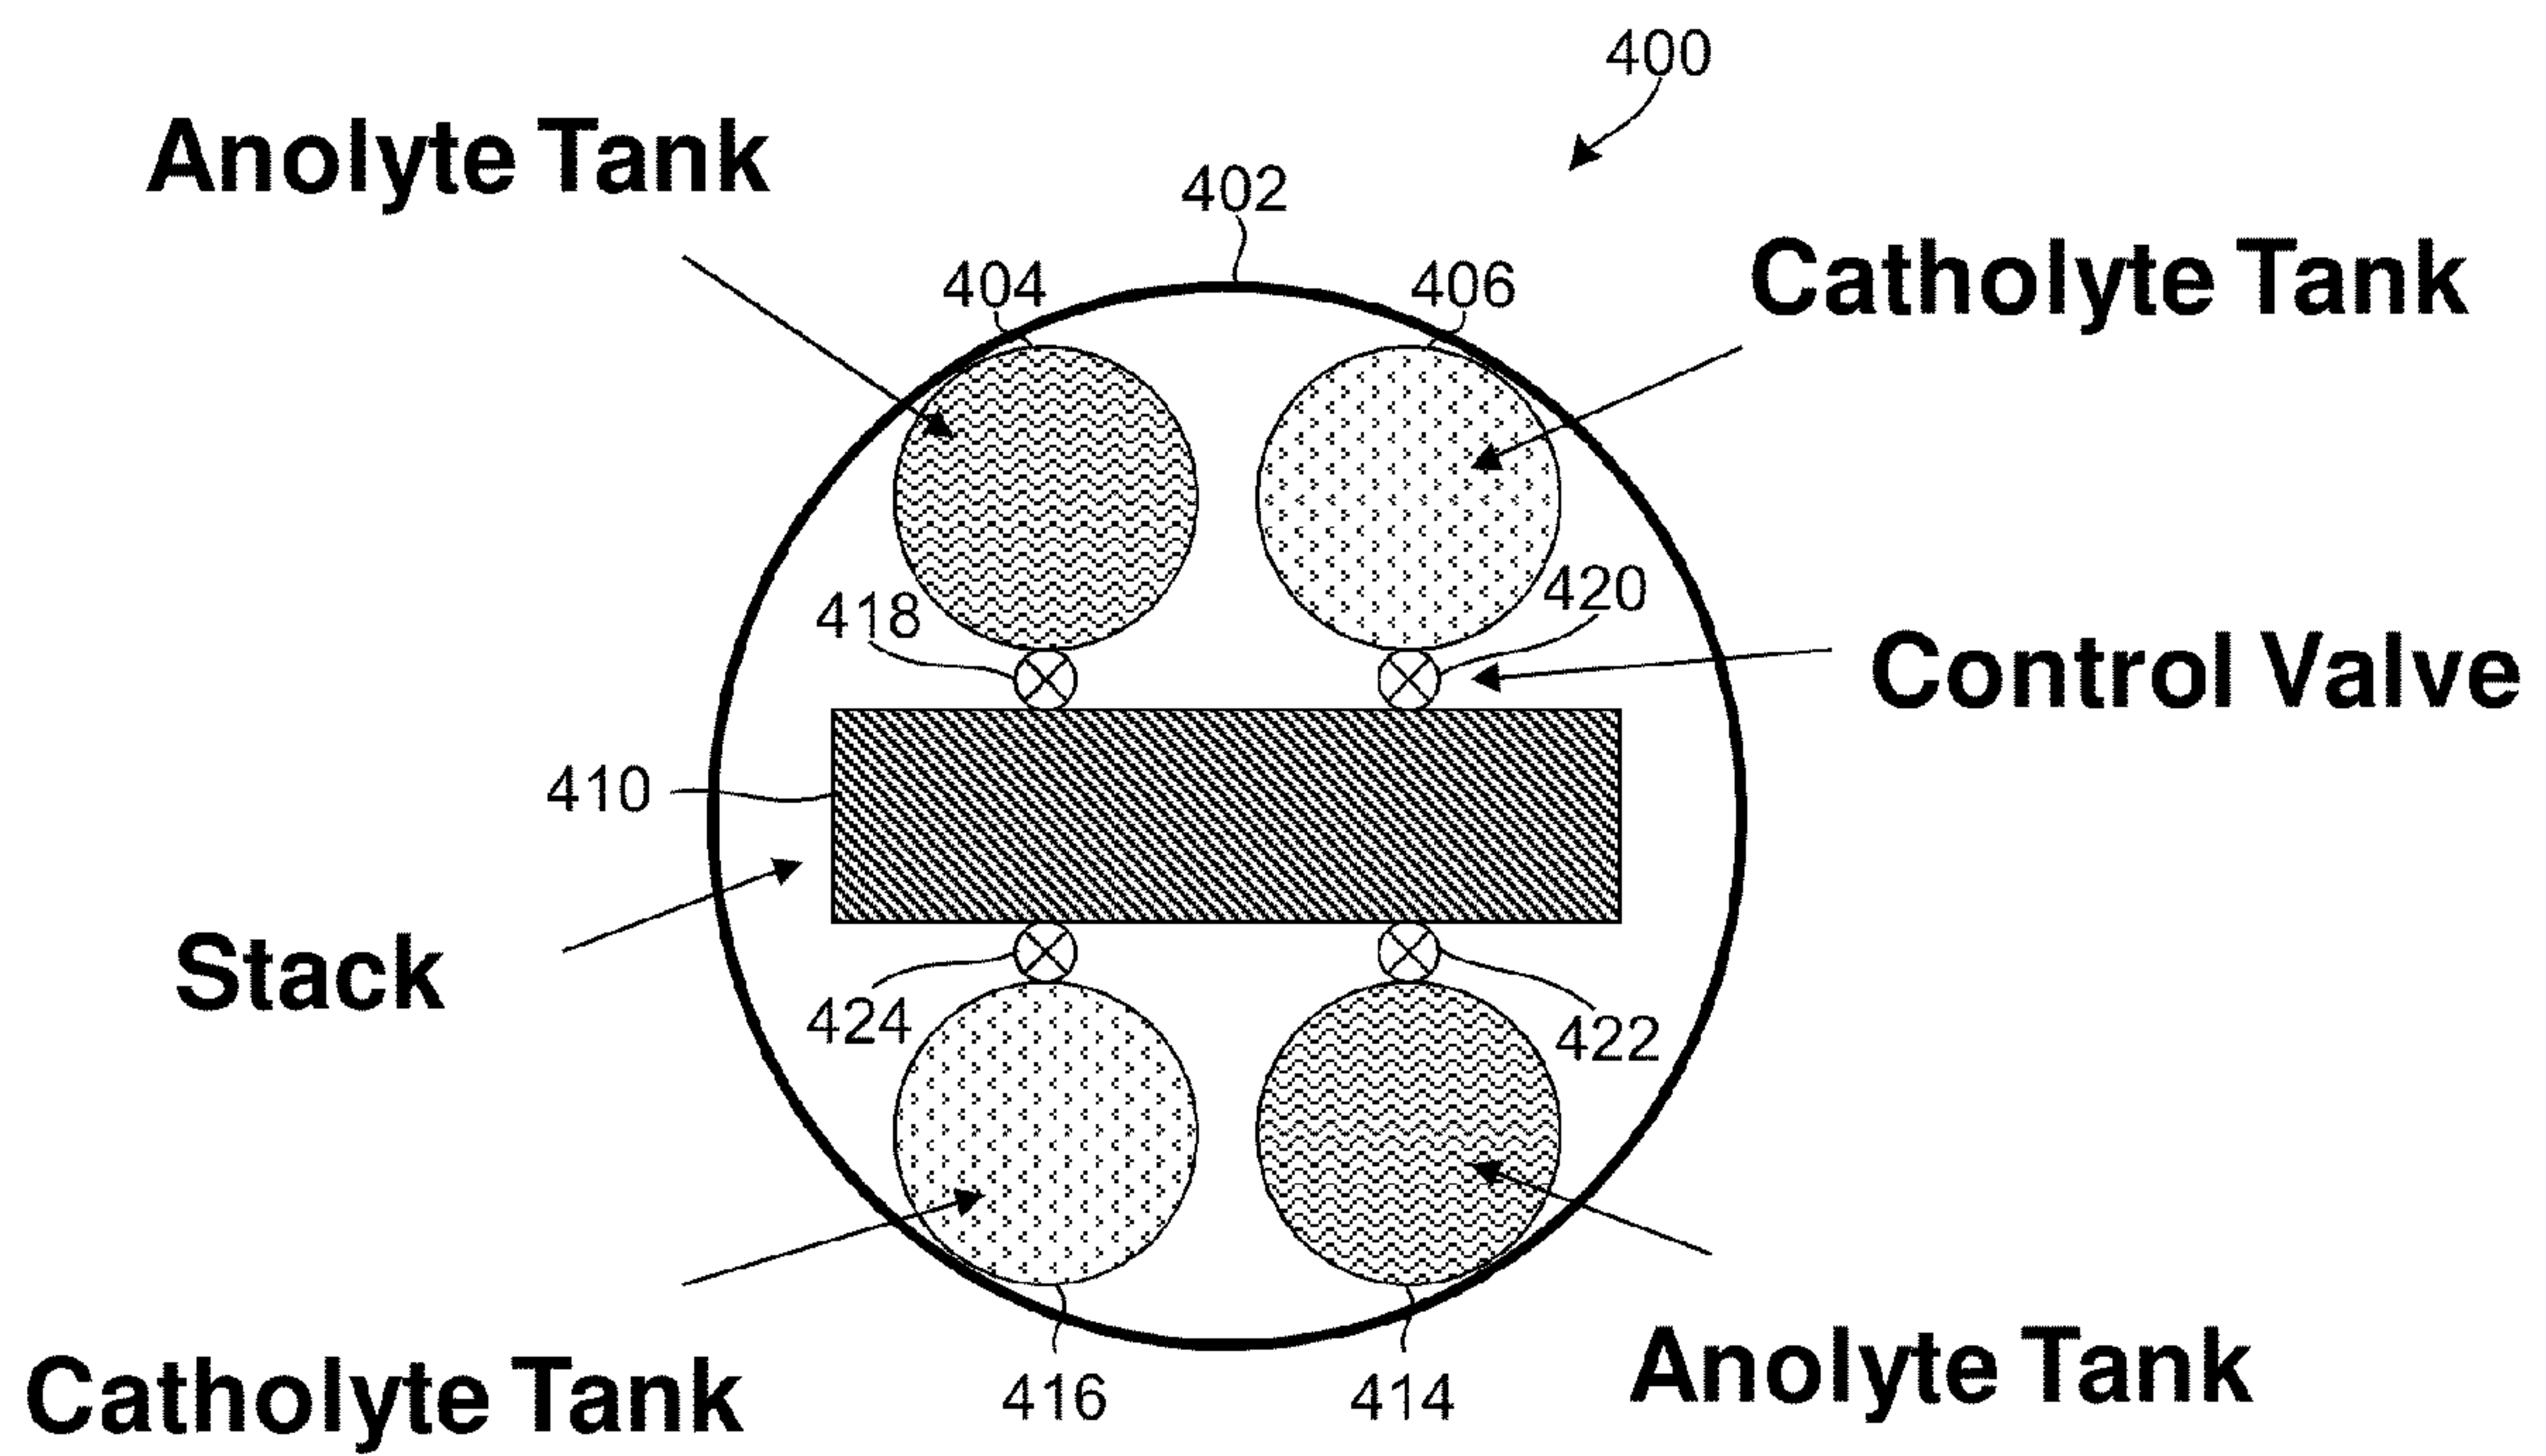 400
Anolyte Tank
402
404
406
Catholyte Tank
418
420
Control Valve
410
Stack
424
422
416
414
Catholyte Tank
Anolyte Tank